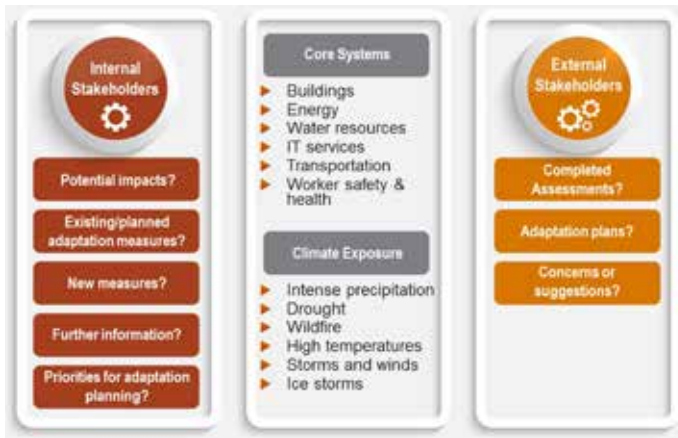 Internal
Stakeholders
Potential impacts?
Existing/planned
adaptation measures?
New measures?
Further information?
Priorities for adaptation
planning?
Core Systems
Buildings
Energy
Water resources
IT services
Transportation
Worker safety &
health
Climate Exposure
Intense precipitation
Drought
Wildfire
High temperatures
Storms and winds
Ice storms
External
Stakeholders
Completed
Assessments?
Adaptation plans?
Concerns or
suggestions?